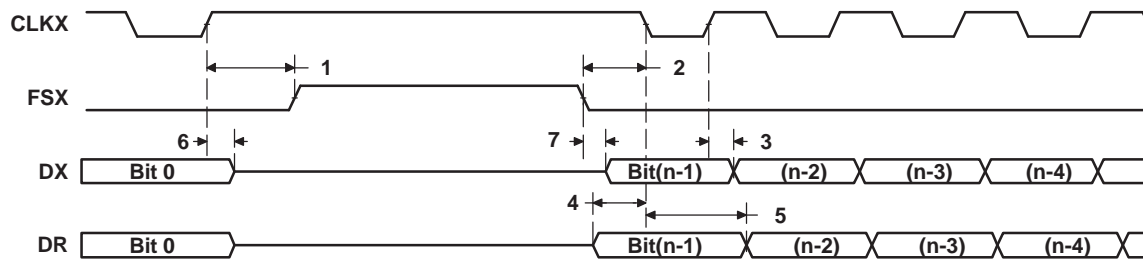 CLKX
1 2
FSX
6 7 3
DX Bit 0 Bit(n-1) (n-2) (n-3) (n-4)
4 5
DR Bit 0 Bit(n-1) (n-2) (n-3) (n-4)